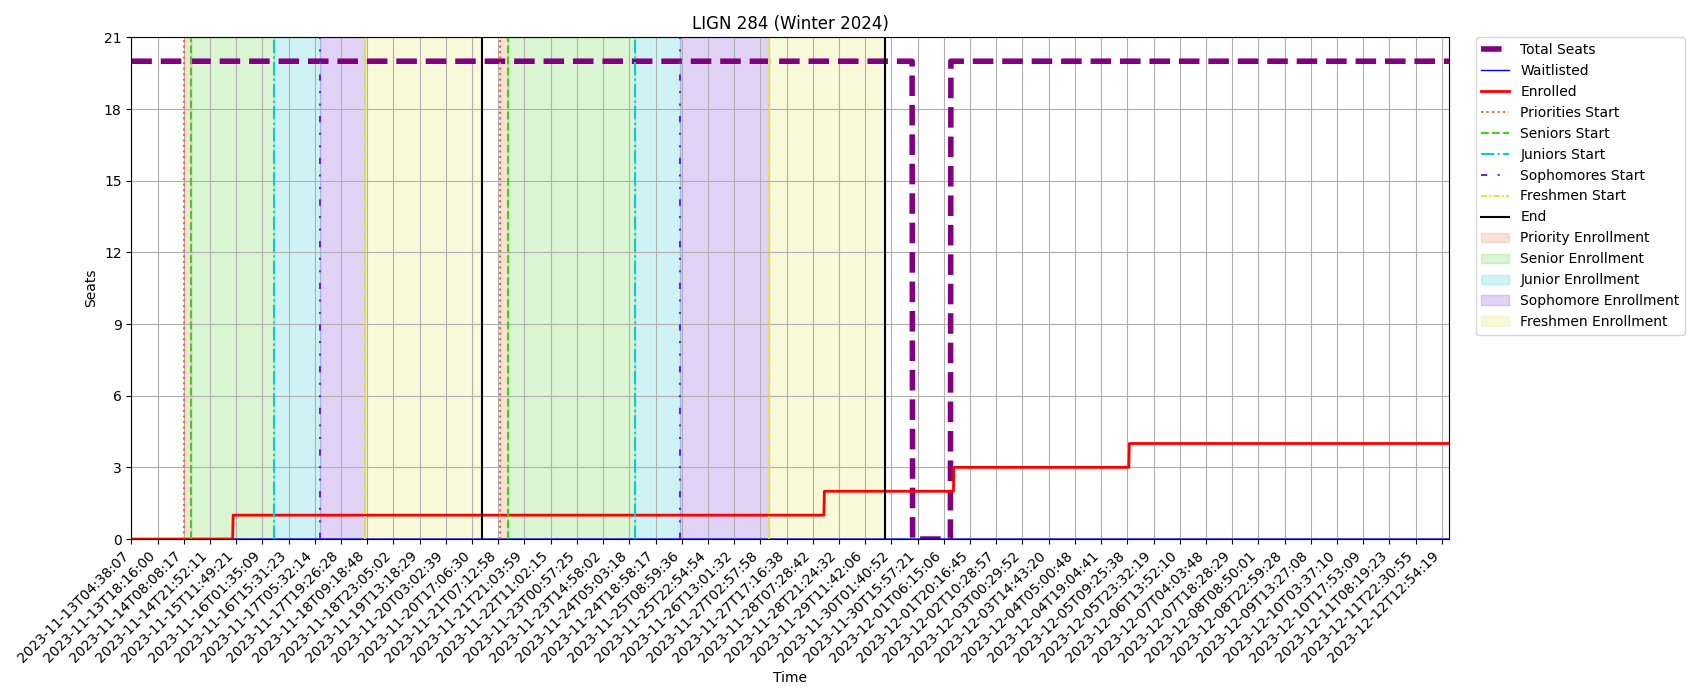 LIGN 284 (Winter 2024)
21
18
15
12
9
6
3
0
Seats
2023-11-13T04:38:07
2023-11-13T18:16:00
2023-11-14T08:08:17
2023-11-14T21:52:11
2023-11-15T11:49:21
2023-11-16T01:35:09
2023-11-16T15:31:23
2023-11-17T05:32:14
2023-11-17T19:26:28
2023-11-18T09:18:48
2023-11-18T23:05:02
2023-11-19T13:18:29
2023-11-20T03:02:39
2023-11-20T17:06:30
2023-11-21T07:12:58
2023-11-21T21:03:59
2023-11-22T11:02:15
2023-11-23T00:57:25
2023-11-23T14:58:02
2023-11-24T05:03:18
2023-11-24T18:58:17
2023-11-25T08:59:36
2023-11-25T22:54:54
2023-11-26T13:01:32
2023-11-27T02:57:58
2023-11-27T17:16:38
2023-11-28T07:28:42
2023-11-28T21:24:32
2023-11-29T11:42:06
2023-11-30T01:40:52
2023-11-30T15:57:21
2023-12-01T06:15:06
2023-12-01T20:16:45
2023-12-02T10:28:57
2023-12-03T00:29:52
2023-12-03T14:43:20
2023-12-04T05:00:48
2023-12-04T19:04:41
2023-12-05T09:25:38
2023-12-05T23:32:19
2023-12-06T13:52:10
2023-12-07T04:03:48
2023-12-07T18:28:29
2023-12-08T08:50:01
2023-12-08T22:59:28
2023-12-09T13:27:08
2023-12-10T03:37:10
2023-12-10T17:53:09
2023-12-11T08:19:23
2023-12-11T22:30:55
2023-12-12T12:54:19
Time
Total Seats
Waitlisted
Enrolled
Priorities Start
Seniors Start
Juniors Start
Sophomores Start
Freshmen Start
End
Priority Enrollment
Senior Enrollment
Junior Enrollment
Sophomore Enrollment
Freshmen Enrollment